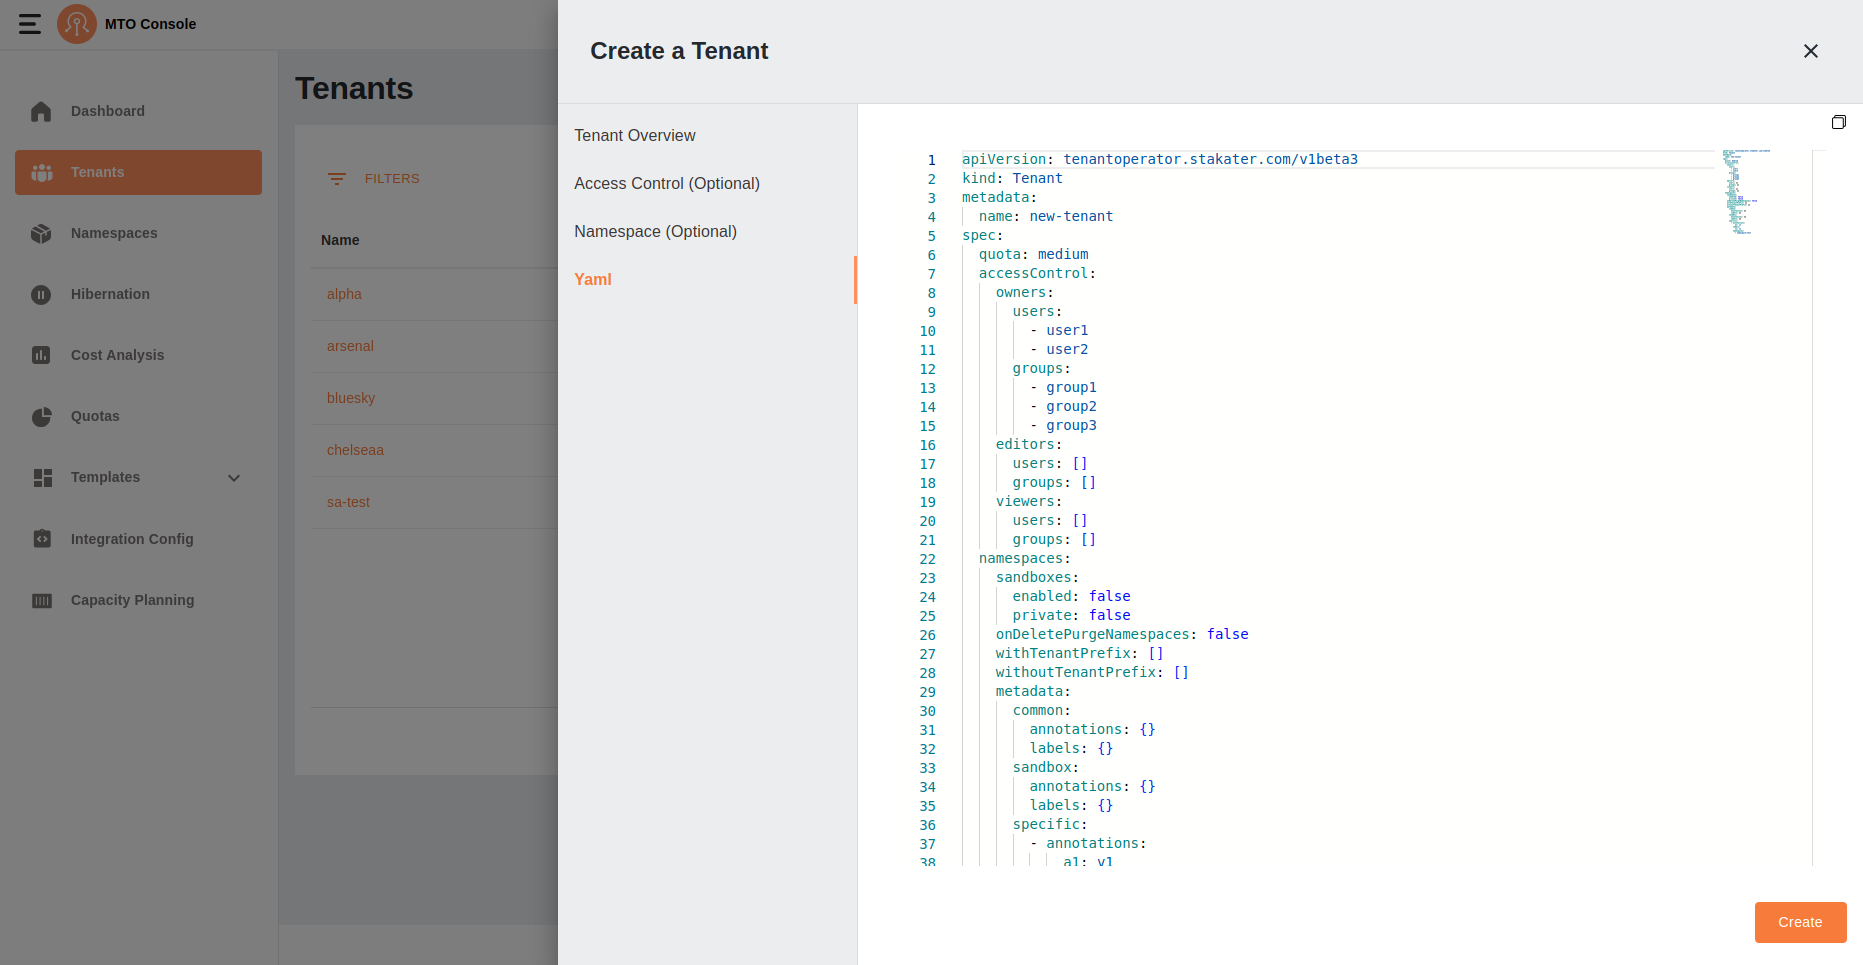 MTO Console
Dashboard
Tenants
Namespaces
Hibernation
Cost Analysis
Quotas
Templates
Integration Config
Capacity Planning
Tenants
FILTERS
Name
alpha
arsenal
bluesky
chelseaa
sa-test
Create a Tenant
Tenant Overview
Access Control (Optional)
Namespace (Optional)
Yaml
1 apiVersion: tenantoperator.stakater.com/v1beta3
2 kind: Tenant
3 metadata:
4   name: new-tenant
5 spec:
6   quota: medium
7   accessControl:
8     owners:
9       users:
10         - user1
11         - user2
12       groups:
13         - group1
14         - group2
15         - group3
16     editors:
17       users: []
18       groups: []
19     viewers:
20       users: []
21       groups: []
22   namespaces:
23     sandboxes:
24       enabled: false
25       private: false
26     onDeletePurgeNamespaces: false
27     withTenantPrefix: []
28     withoutTenantPrefix: []
29     metadata:
30       common:
31         annotations: {}
32         labels: {}
33       sandbox:
34         annotations: {}
35         labels: {}
36       specific:
37         - annotations:
38             a1: v1
Create